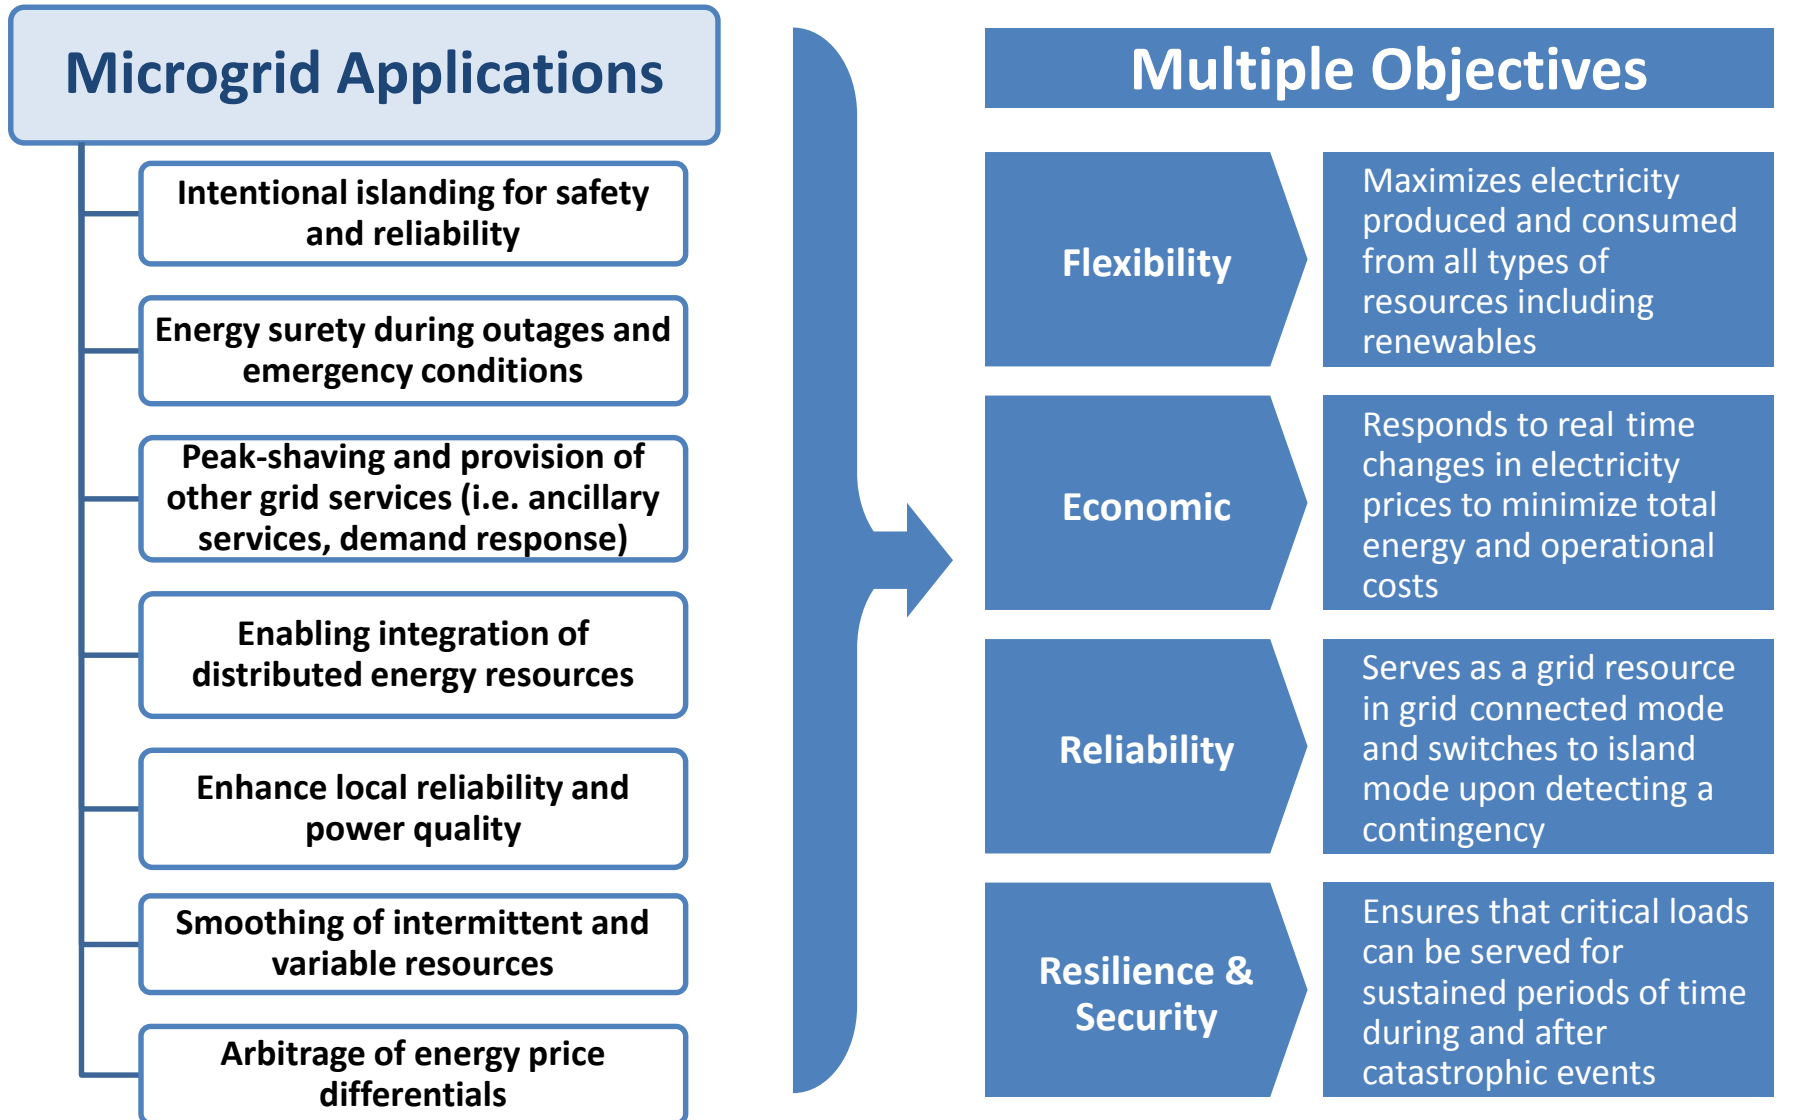 Microgrid Applications
Intentional islanding for safety
and reliability
Energy surety during outages and
emergency conditions
Peak-shaving and provision of
other grid services (i.e. ancillary
services, demand response)
Enabling integration of
distributed energy resources
Enhance local reliability and
power quality
Smoothing of intermittent and
variable resources
Arbitrage of energy price
differentials
Multiple Objectives
Flexibility
Maximizes electricity
produced and consumed
from all types of
resources including
renewables
Economic
Responds to real time
changes in electricity
prices to minimize total
energy and operational
costs
Reliability
Serves as a grid resource
in grid connected mode
and switches to island
mode upon detecting a
contingency
Resilience &
Security
Ensures that critical loads
can be served for
sustained periods of time
during and after
catastrophic events